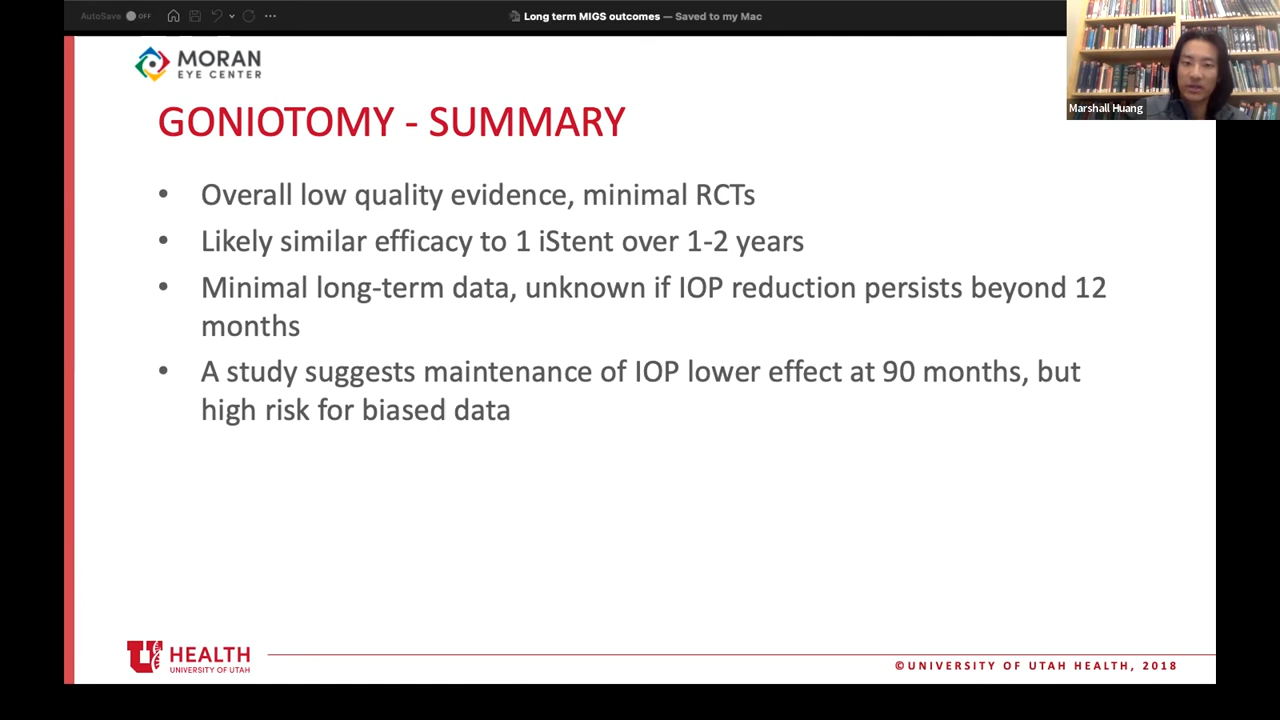 AutoSave OFF
Long term MIGS outcomes — Saved to my Mac
MORAN
EYE CENTER
Marshall Huang
GONIOTOMY - SUMMARY
• Overall low quality evidence, minimal RCTs
• Likely similar efficacy to 1 iStent over 1-2 years
• Minimal long-term data, unknown if IOP reduction persists beyond 12
months
• A study suggests maintenance of IOP lower effect at 90 months, but
high risk for biased data
U HEALTH
UNIVERSITY OF UTAH
©UNIVERSITY OF UTAH HEALTH, 2018